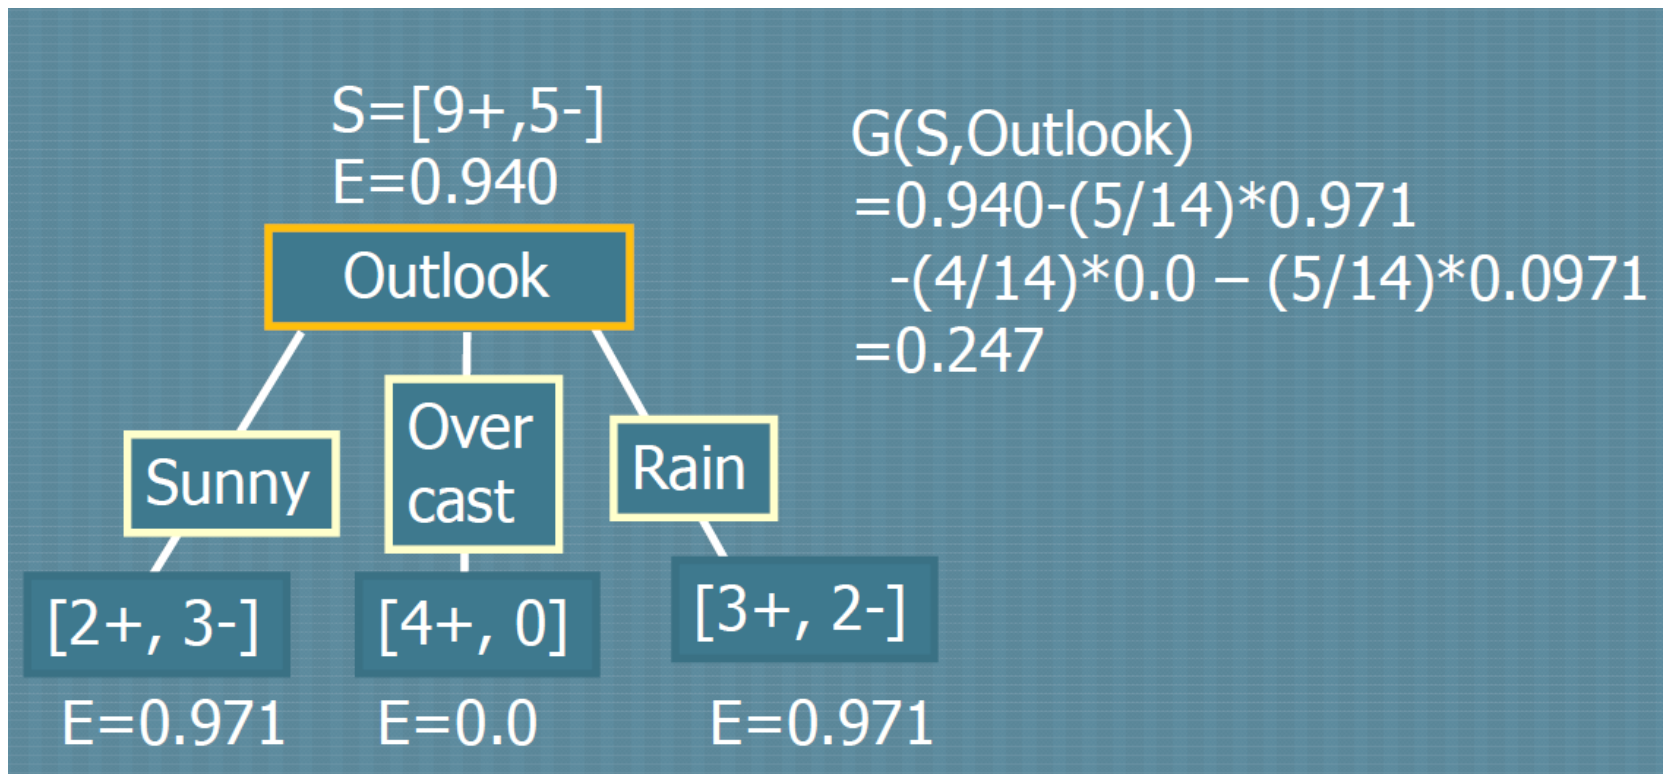 S=[9+,5-]
E=0.940
Outlook
G(S,Outlook)
=0.940-(5/14)*0.971
-(4/14)*0.0 – (5/14)*0.0971
=0.247
Sunny
Over
cast
Rain
[2+, 3-]
[4+, 0]
[3+, 2-]
E=0.971
E=0.0
E=0.971